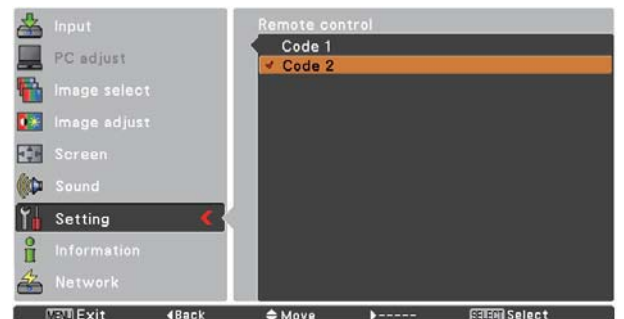 Input
PC adjust
Image select
Image adjust
Screen
Sound
Setting
Information
Network
Remote control
Code 1
Code 2
MENU Exit ◀Back Move ▶----- SELECT Select